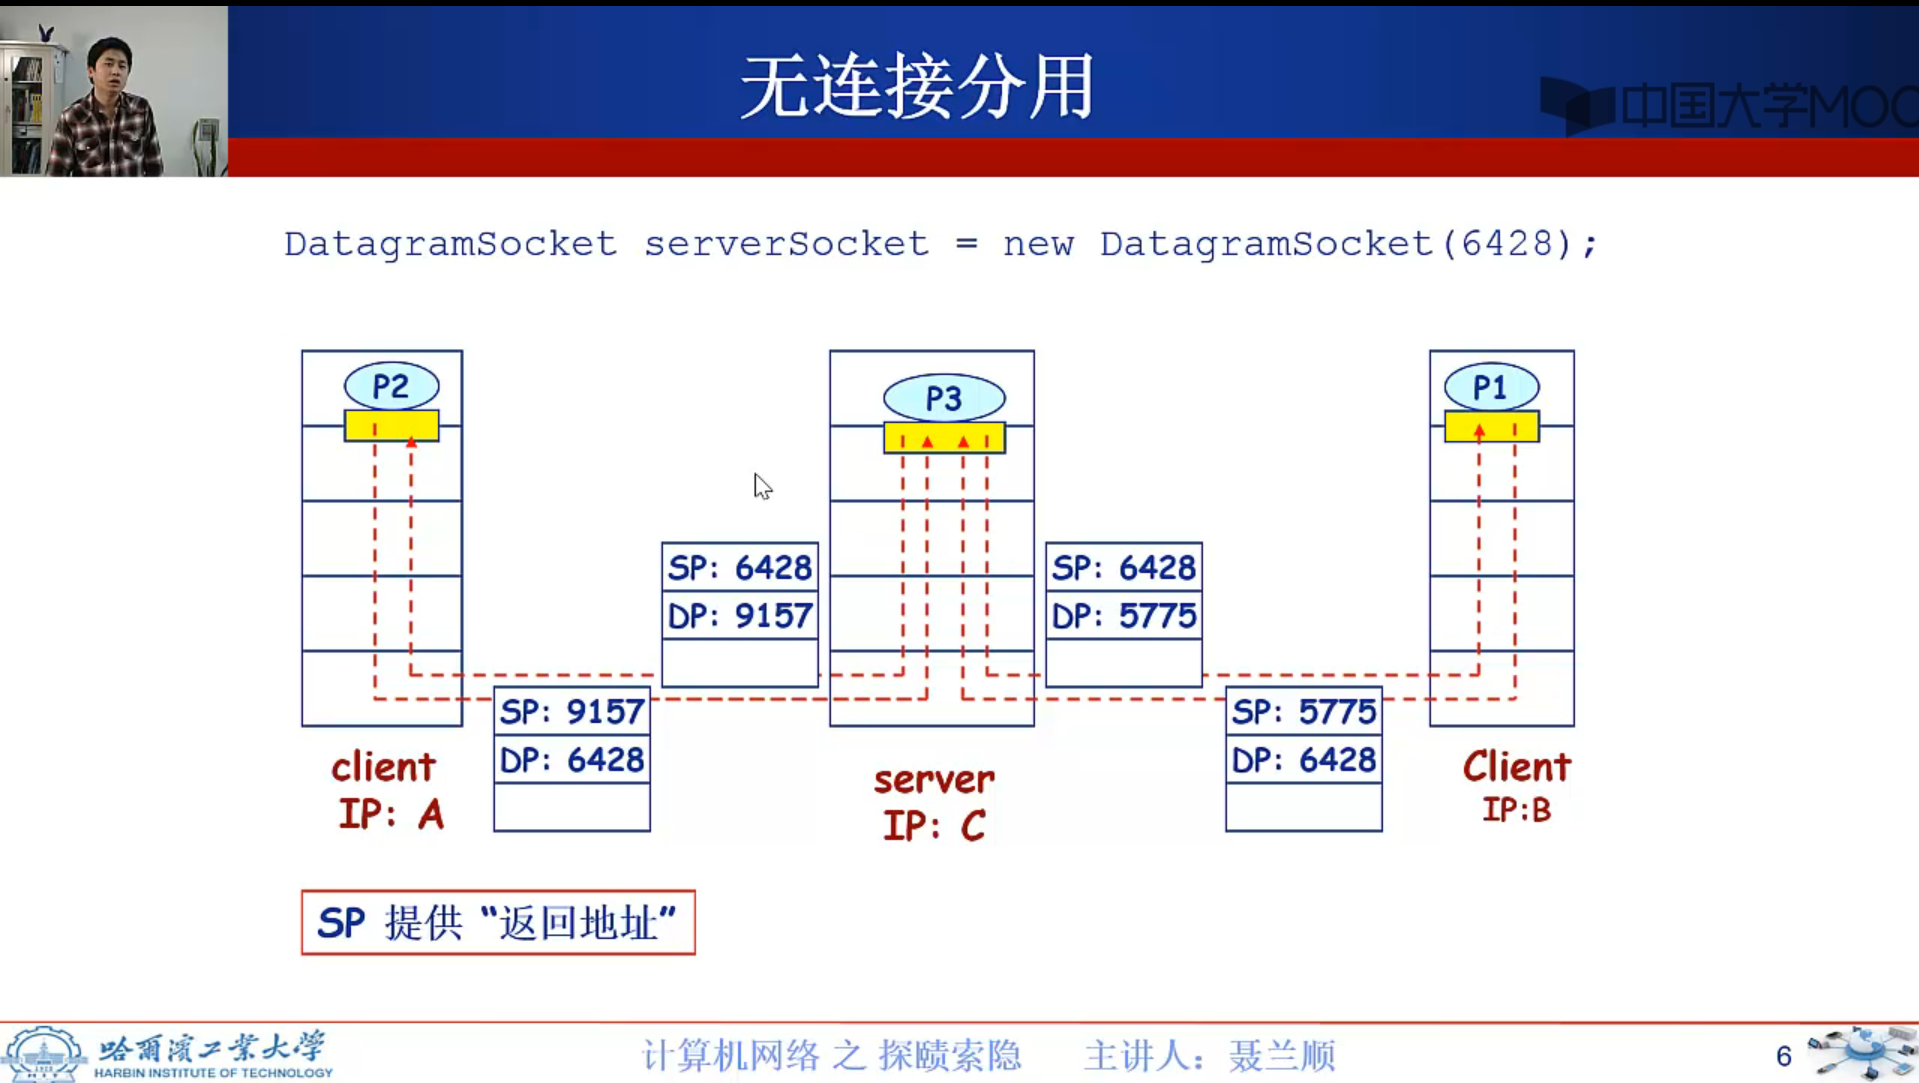 无连接分用
中国大学MOO
DatagramSocket serverSocket = new DatagramSocket(6428);
P2
P3
P1
SP: 6428
DP: 9157
SP: 6428
DP: 5775
SP: 9157
DP: 6428
SP: 5775
DP: 6428
client
IP: A
server
IP: C
Client
IP:B
SP 提供 “返回地址”
哈爾濱工業大學
HARBIN INSTITUTE OF TECHNOLOGY
计算机网络 之 探赜索隐 主讲人：聂兰顺
6